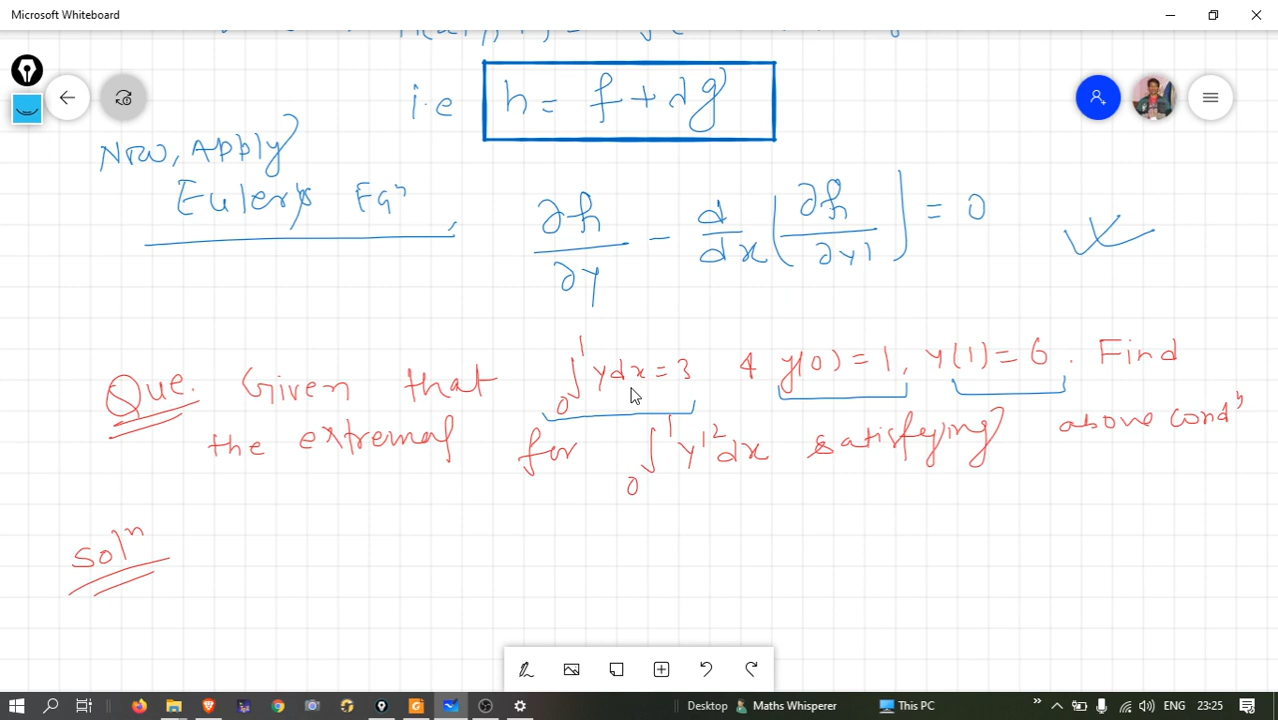 Microsoft Whiteboard
i.e h = f + λg
Now, Apply
Euler's Eqn, ∂h/∂y - d/dx (∂h/∂y') = 0
Que. Given that ∫₀¹ ydx = 3 & y(0) = 1, y(1) = 6. Find
the extremal for ∫₀¹ y'² dx satisfying above condn
Soln
Desktop Maths Whisperer This PC ENG 23:25